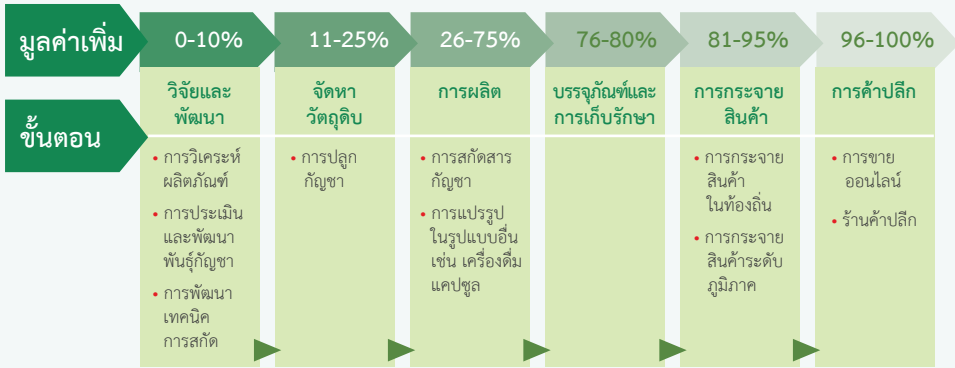 มูลค่าเพิ่ม
0-10%
11-25%
26-75%
76-80%
81-95%
96-100%
ขั้นตอน
วิจัยและ
พัฒนา
• การวิเคระห์
ผลิตภัณฑ์
• การประเมิน
และพัฒนา
พันธุ์กัญชา
• การพัฒนา
เทคนิค
การสกัด
จัดหา
วัตถุดิบ
• การปลูก
กัญชา
การผลิต
• การสกัดสาร
กัญชา
• การแปรรูป
ในรูปแบบอื่น
เช่น เครื่องดื่ม
แคปซูล
บรรจุภัณฑ์และ
การเก็บรักษา
การกระจาย
สินค้า
• การกระจาย
สินค้า
ในท้องถิ่น
• การกระจาย
สินค้าระดับ
ภูมิภาค
การค้าปลีก
• การขาย
ออนไลน์
• ร้านค้าปลีก